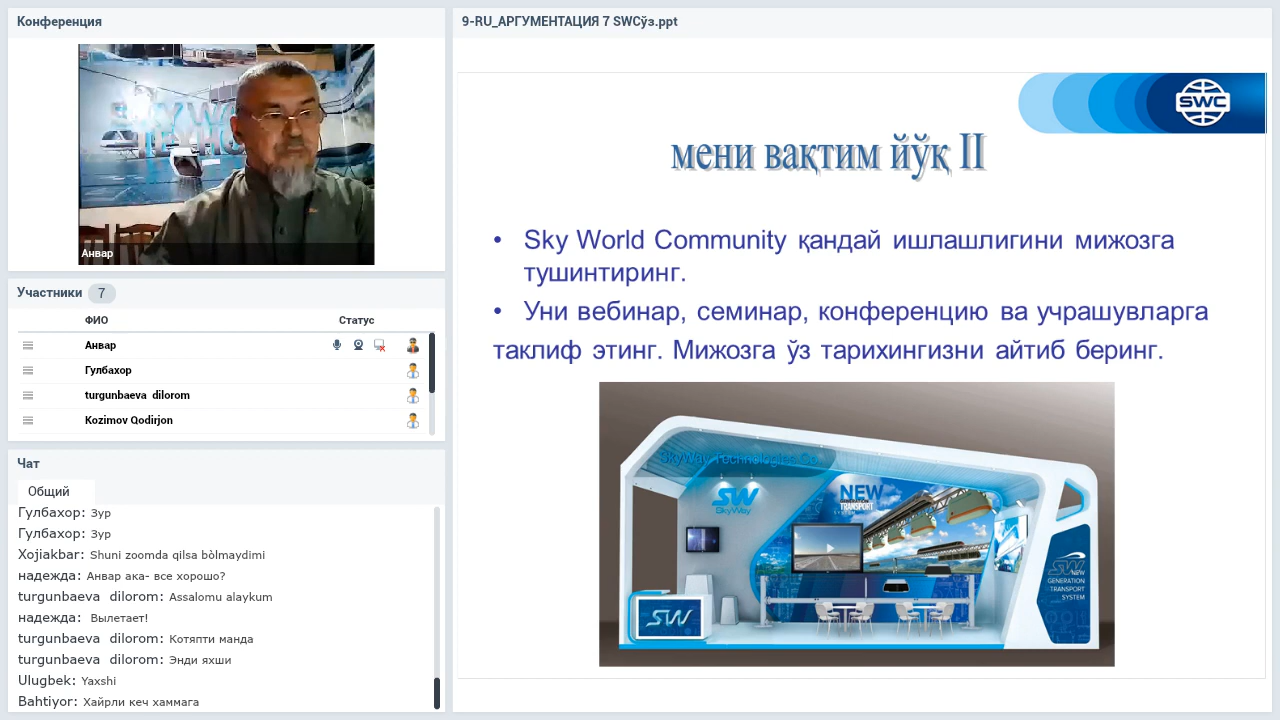 Конференция
Анвар
Участники 7
ФИО Статус
Анвар
Гулбахор
turgunbaeva dilorom
Kozimov Qodirjon
Чат
Общий
Гулбахор: Зур
Гулбахор: Зур
Xojiakbar: Shuni zoomda qilsa bòlmaydimi
надежда: Анвар ака- все хорошо?
turgunbaeva dilorom: Assalomu alaykum
надежда: Вылетает!
turgunbaeva dilorom: Котяпти манда
turgunbaeva dilorom: Энди яхши
Ulugbek: Yaxshi
Bahtiyor: Хайрли кеч хаммага
9-RU_АРГУМЕНТАЦИЯ 7 SWCўз.ppt
SWC
мени вақтим йўқ II
• Sky World Community қандай ишлашлигини мижозга
тушинтиринг.
• Уни вебинар, семинар, конференцию ва учрашувларга
таклиф этинг. Мижозга ўз тарихингизни айтиб беринг.
SkyWay Technologies Co.
SW
SkyWay
NEW
GENERATION
TRANSPORT
SYSTEM
SW
SW
NEW
GENERATION
TRANSPORT
SYSTEM